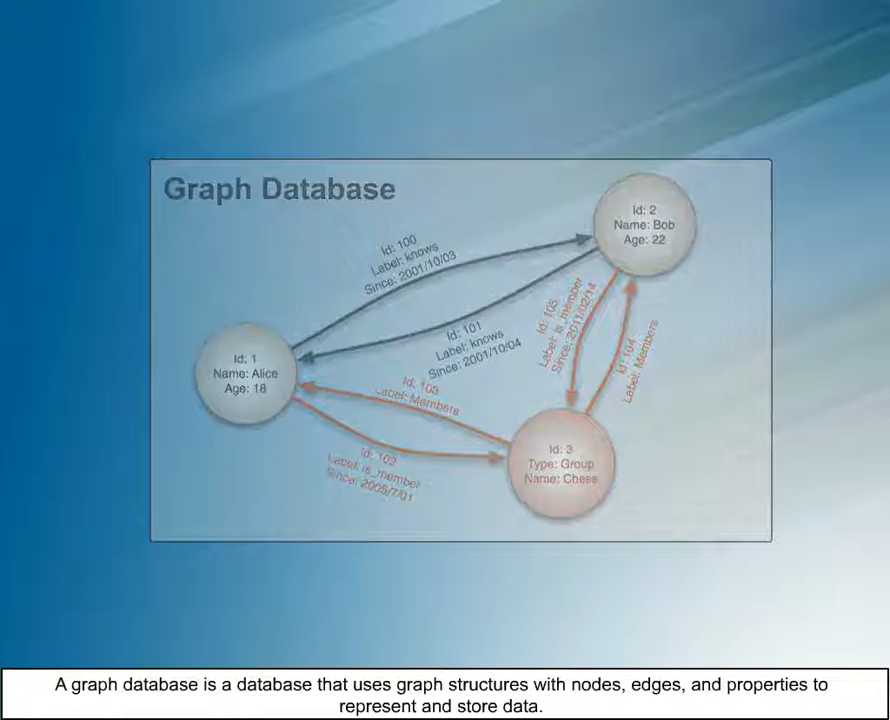 Graph Database
Id: 2
Name: Bob
Age: 22
Id: 100
Label: knows
Since: 2001/10/03
Id: 101
Label: knows
Since: 2001/10/04
Id: 105
Label: is_member
Since: 2011/02/14
Id: 104
Label: Members
Id: 1
Name: Alice
Age: 18
Id: 103
Label: Members
Id: 102
Label: is_member
Since: 2005/7/01
Id: 3
Type: Group
Name: Chess
A graph database is a database that uses graph structures with nodes, edges, and properties to
represent and store data.